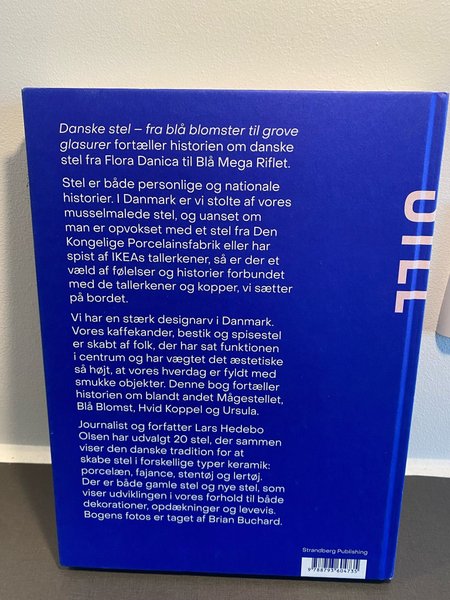 Danske stel – fra blå blomster til grove
glasurer fortæller historien om danske
stel fra Flora Danica til Blå Mega Riflet.
Stel er både personlige og nationale
historier. I Danmark er vi stolte af vores
musselmalede stel, og uanset om
man er opvokset med et stel fra Den
Kongelige Porcelainsfabrik eller har
spist af IKEAs tallerkener, så er der et
væld af følelser og historier forbundet
med de tallerkener og kopper, vi sætter
på bordet.
Vi har en stærk designarv i Danmark.
Vores kaffekander, bestik og spisestel
er skabt af folk, der har sat funktionen
i centrum og har vægtet det æstetiske
så højt, at vores hverdag er fyldt med
smukke objekter. Denne bog fortæller
historien om blandt andet Mågestellet,
Blå Blomst, Hvid Koppel og Ursula.
Journalist og forfatter Lars Hedebo
Olsen har udvalgt 20 stel, der sammen
viser den danske tradition for at
skabe stel i forskellige typer keramik:
porcelæn, fajance, stentøj og lertøj.
Der er både gamle stel og nye stel, som
viser udviklingen i vores forhold til både
dekorationer, opdækninger og levevis.
Bogens fotos er taget af Brian Buchard.
Strandberg Publishing
9 788793 604735